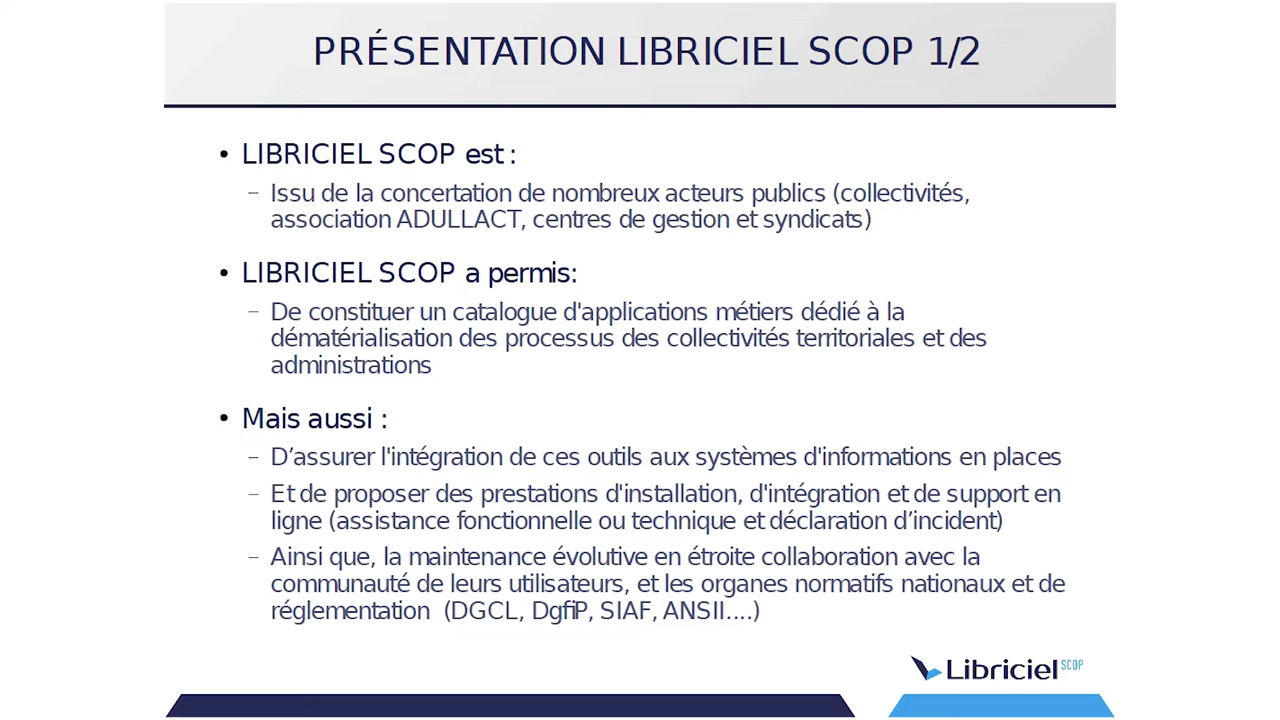 PRÉSENTATION LIBRICIEL SCOP 1/2
• LIBRICIEL SCOP est :
– Issu de la concertation de nombreux acteurs publics (collectivités,
association ADULLACT, centres de gestion et syndicats)
• LIBRICIEL SCOP a permis:
– De constituer un catalogue d'applications métiers dédié à la
dématérialisation des processus des collectivités territoriales et des
administrations
• Mais aussi :
– D’assurer l'intégration de ces outils aux systèmes d'informations en places
– Et de proposer des prestations d'installation, d'intégration et de support en
ligne (assistance fonctionnelle ou technique et déclaration d’incident)
– Ainsi que, la maintenance évolutive en étroite collaboration avec la
communauté de leurs utilisateurs, et les organes normatifs nationaux et de
réglementation (DGCL, DgfiP, SIAF, ANSII....)
Libriciel SCOP